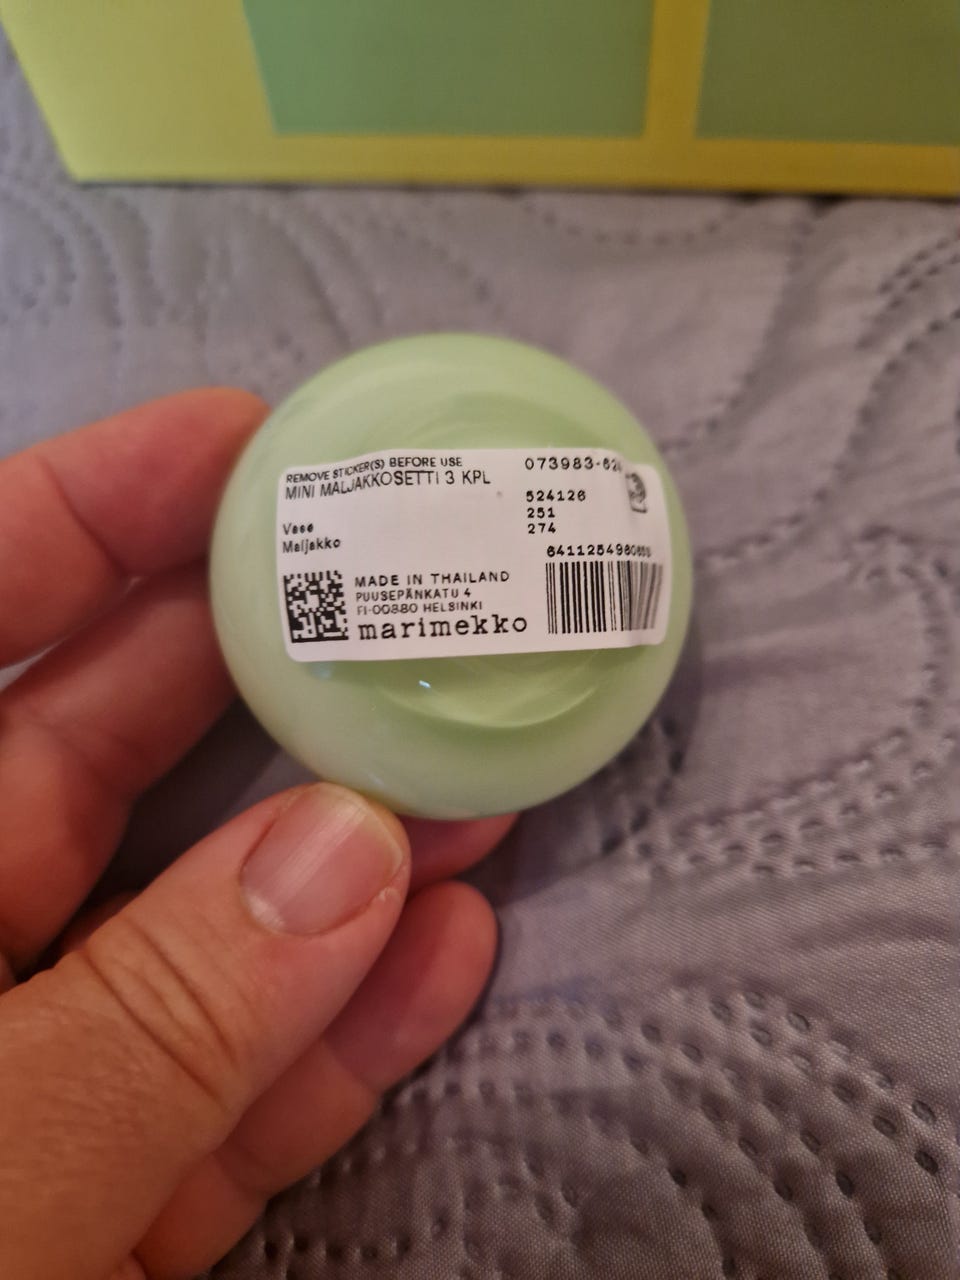 REMOVE STICKER(S) BEFORE USE
MINI MALJAKKOSETTI 3 KPL
Vase
Maljakko
524126
251
274
MADE IN THAILAND
PUUSEPÄNKATU 4
FI-00880 HELSINKI
marimekko